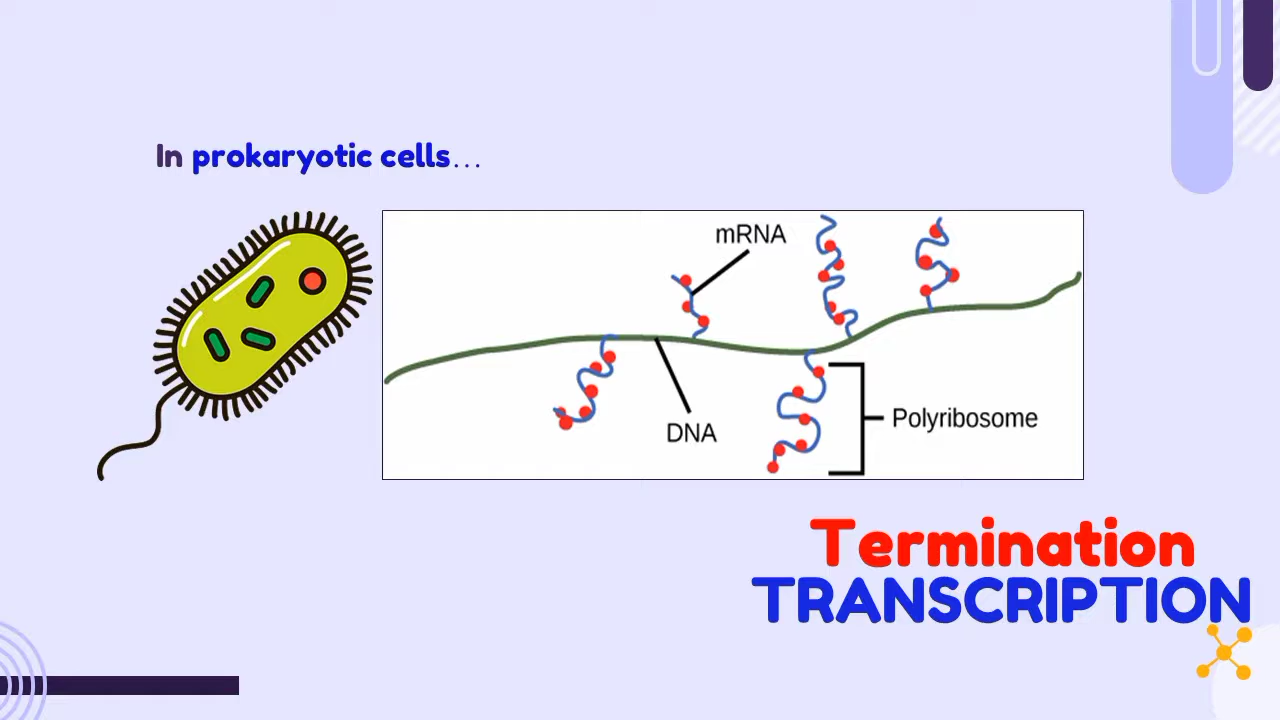 In prokaryotic cells...
mRNA
DNA
Polyribosome
Termination
TRANSCRIPTION